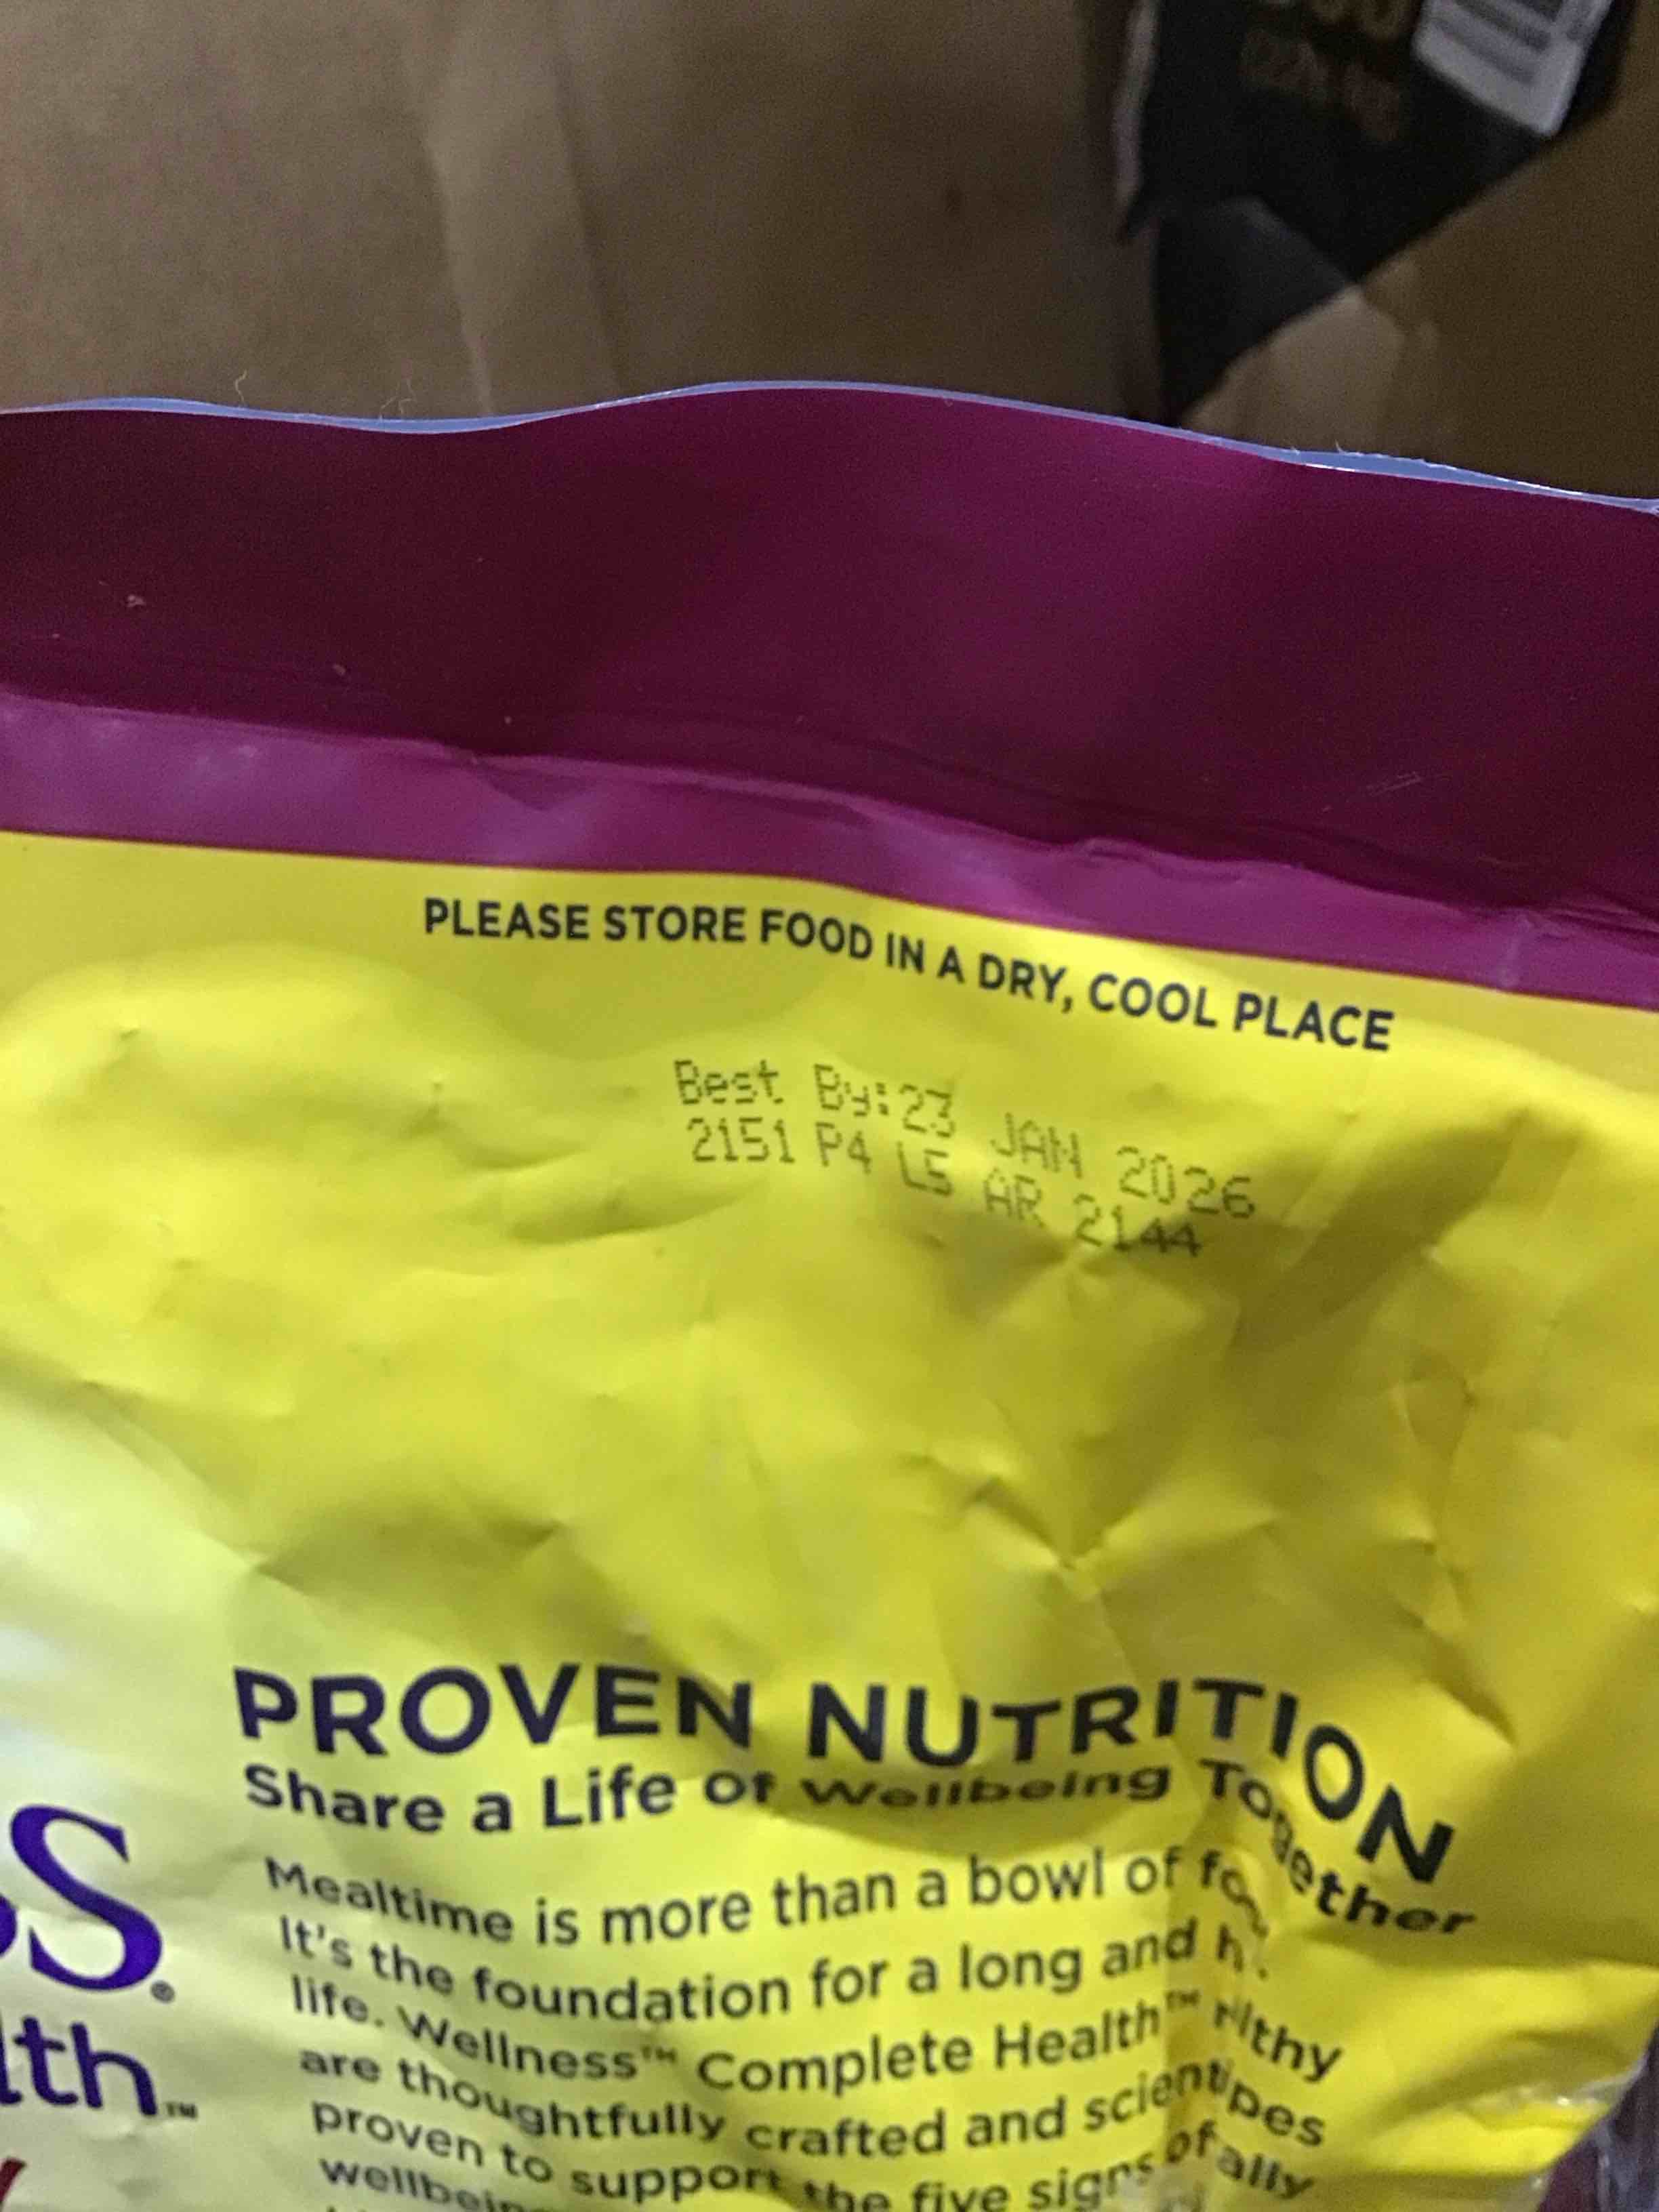 PLEASE STORE FOOD IN A DRY, COOL PLACE
Best By:23 JAN 2026
2151 P4 L5 AR 2144
PROVEN NUTRITION
Share a Life of Wellbeing Together
Mealtime is more than a bowl of
It's the foundation for a long and
life. Wellness™ Complete Health™
are thoughtfully crafted and
proven to support the five signs of
S®
lth™